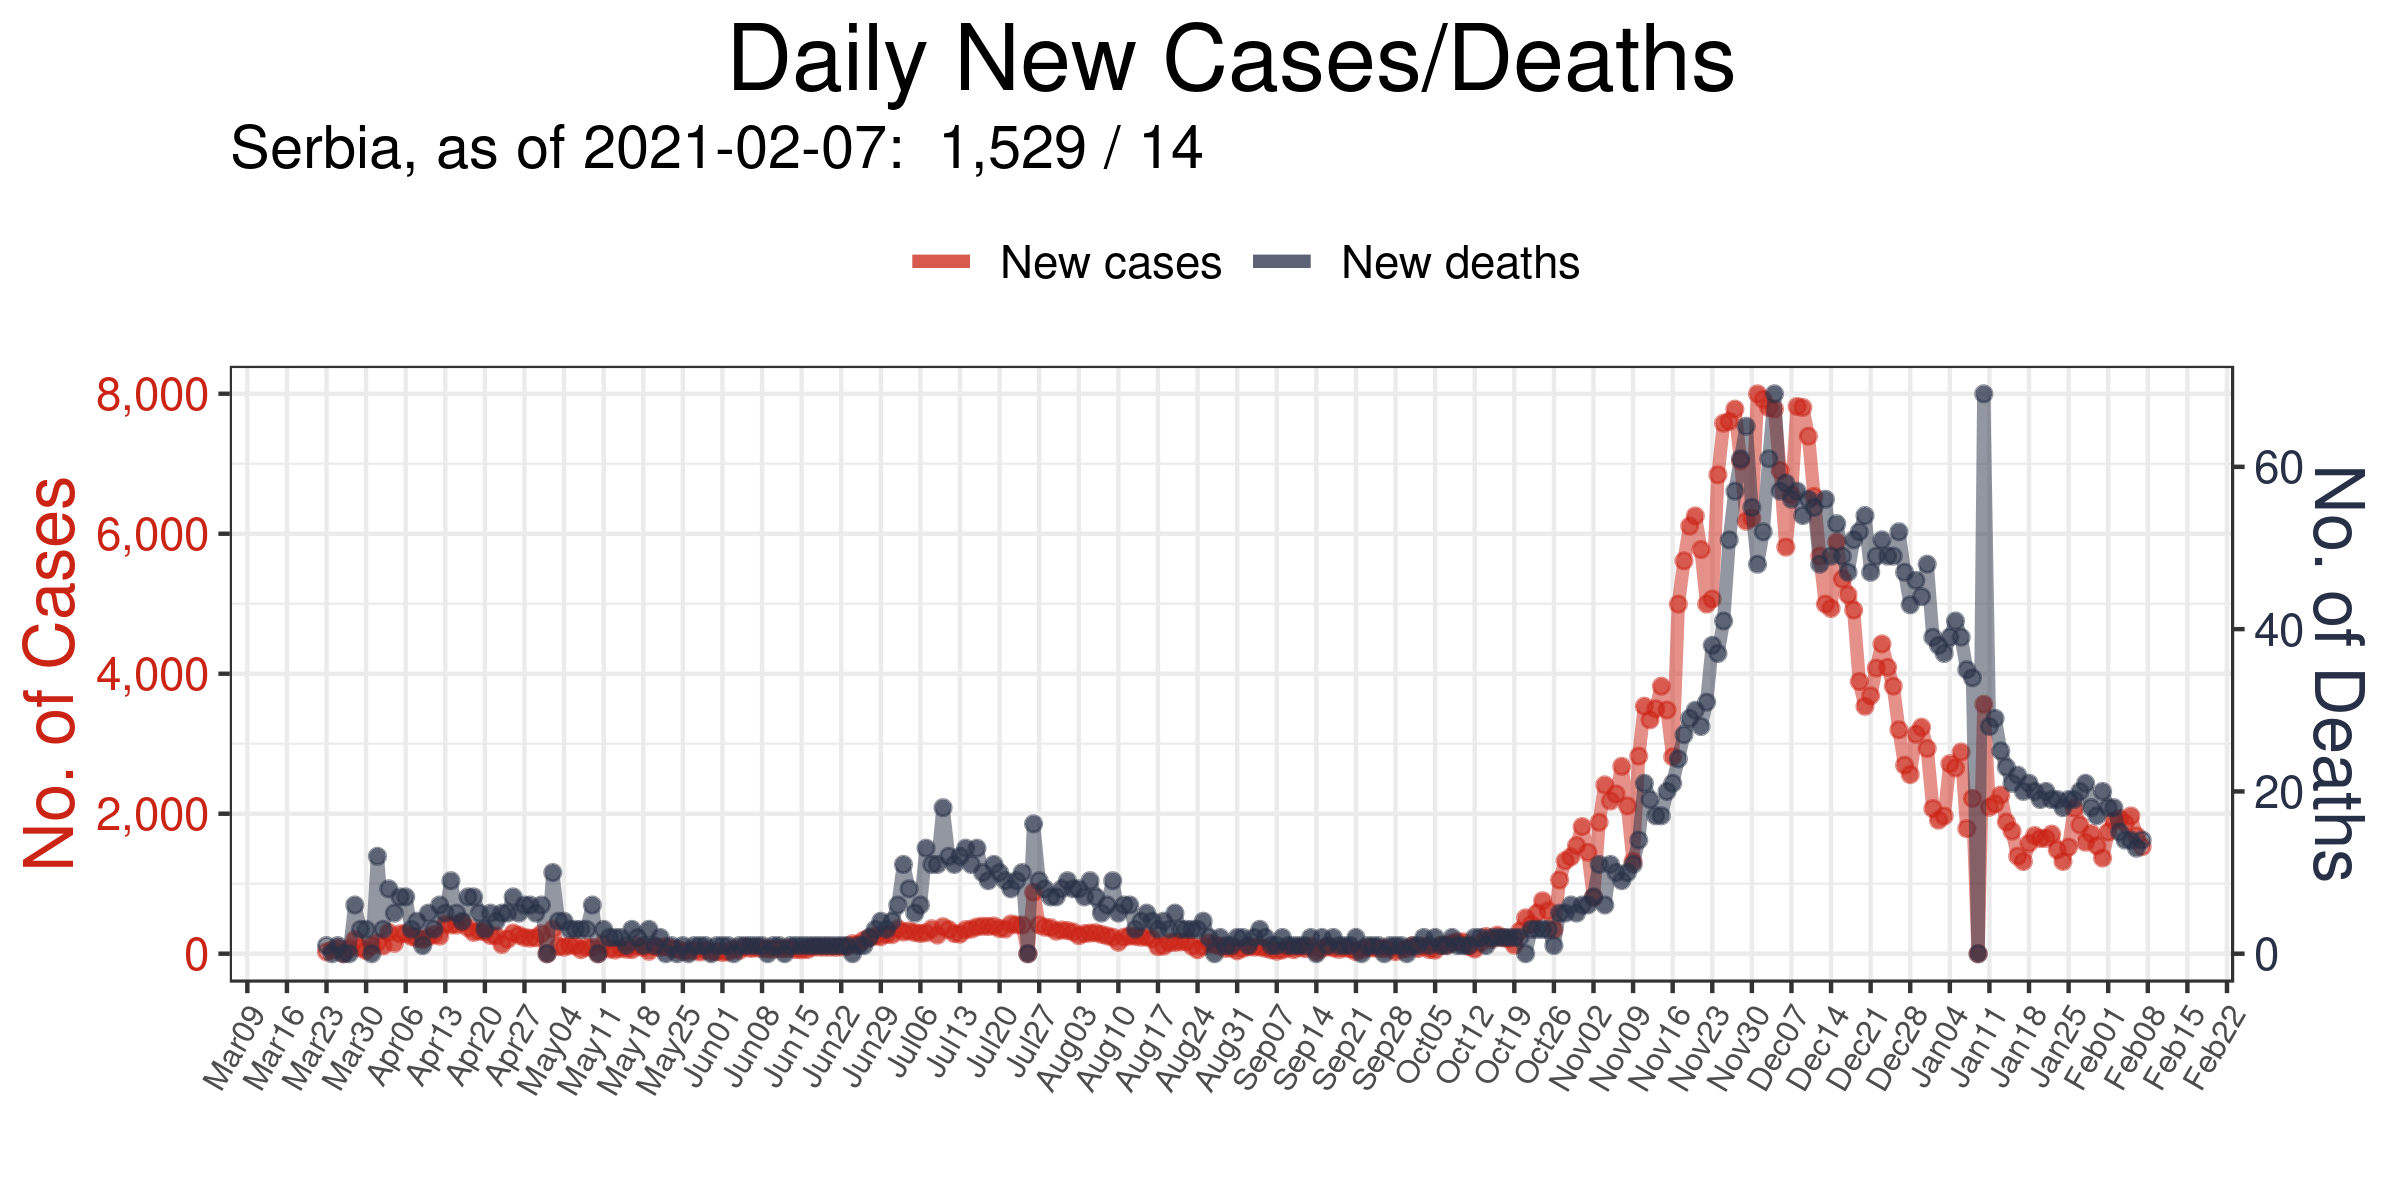 Daily New Cases/Deaths
Serbia, as of 2021-02-07: 1,529 / 14
New cases
New deaths
No. of Cases
8,000
6,000
4,000
2,000
0
60
40
20
0
No. of Deaths
Mar09
Mar16
Mar23
Mar30
Apr06
Apr13
Apr20
Apr27
May04
May11
May18
May25
Jun01
Jun08
Jun15
Jun22
Jun29
Jul06
Jul13
Jul20
Jul27
Aug03
Aug10
Aug17
Aug24
Aug31
Sep07
Sep14
Sep21
Sep28
Oct05
Oct12
Oct19
Oct26
Nov02
Nov09
Nov16
Nov23
Nov30
Dec07
Dec14
Dec21
Dec28
Jan04
Jan11
Jan18
Jan25
Feb01
Feb08
Feb15
Feb22